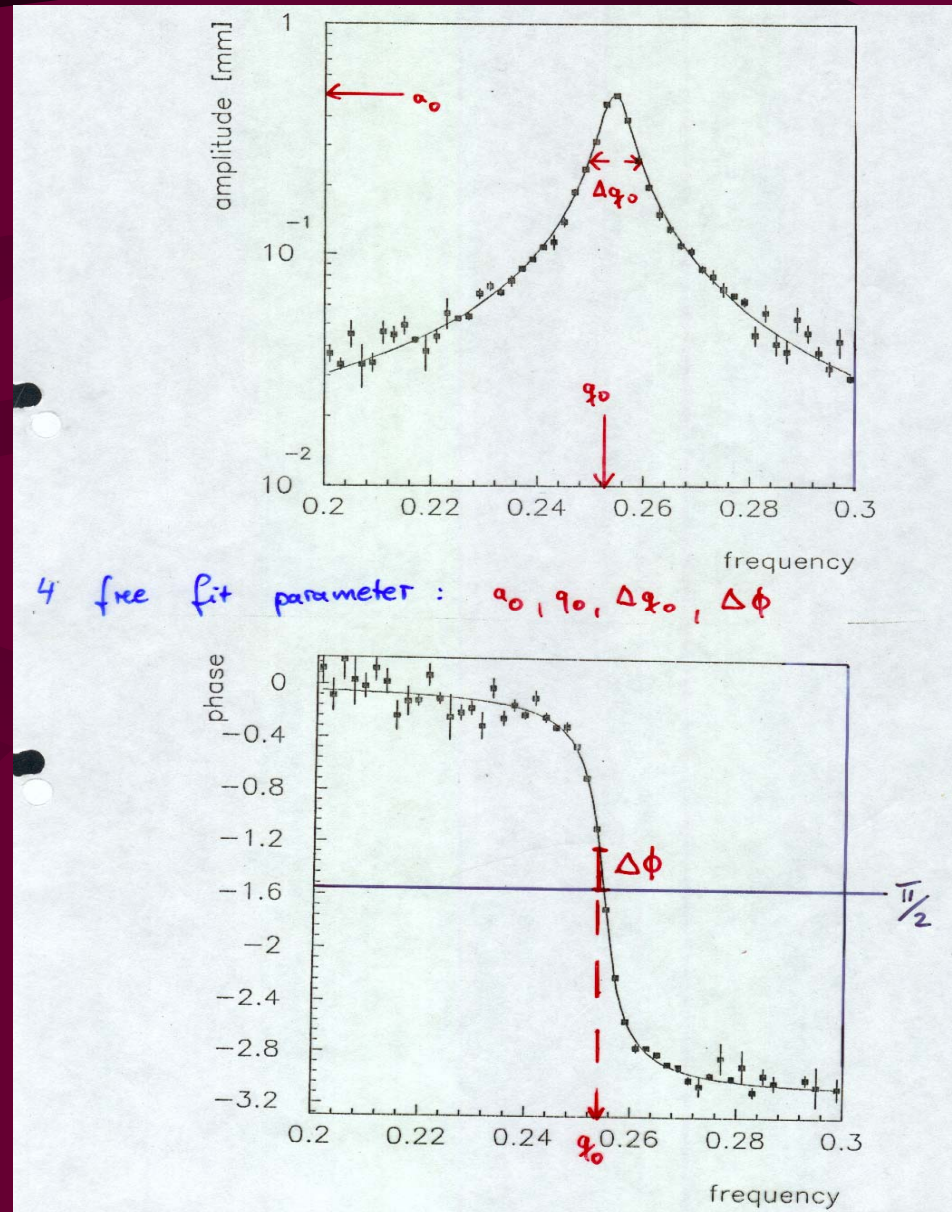 1
amplitude [mm]
a₀
Δq₀
10⁻¹
q₀
10⁻²
0.2 0.22 0.24 0.26 0.28 0.3
frequency
4 free fit parameter : a₀, q₀, Δq₀, Δϕ
phase
0
−0.4
−0.8
−1.2
Δϕ
−1.6
π/2
−2
−2.4
−2.8
−3.2
0.2 0.22 0.24 0.26 0.28 0.3
q₀
frequency